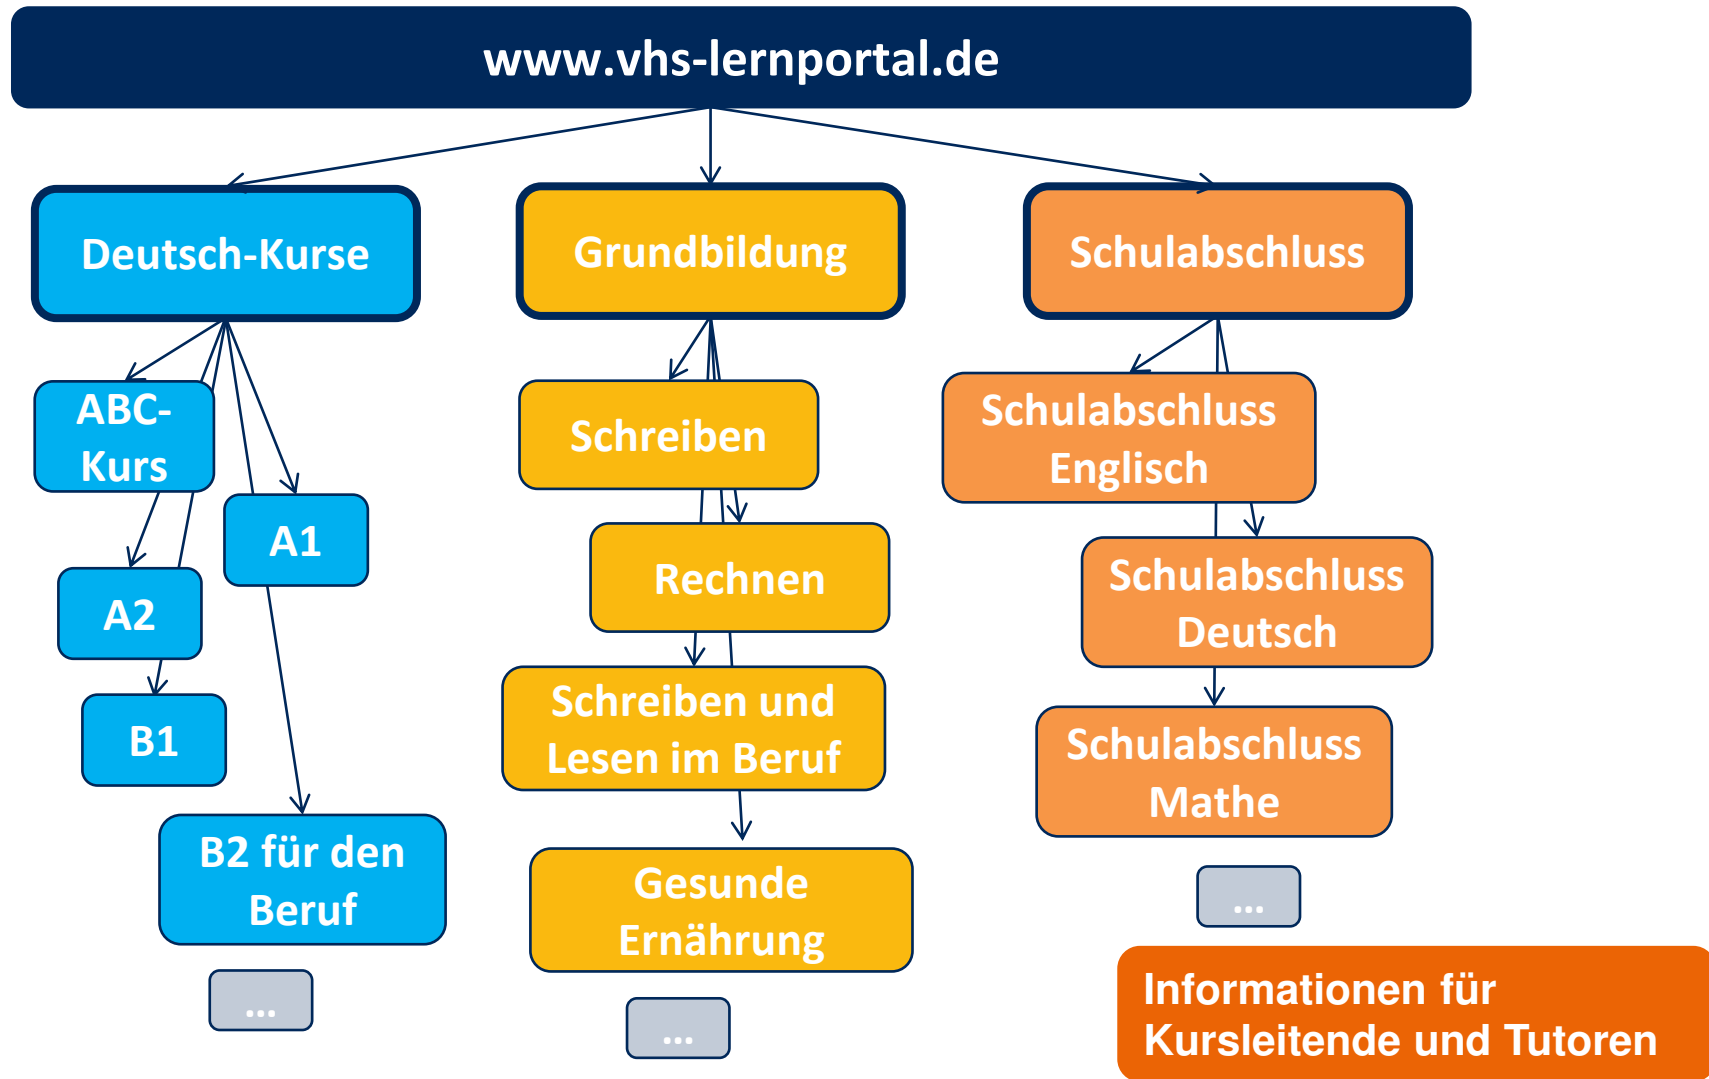 www.vhs-lernportal.de
Deutsch-Kurse
Grundbildung
Schulabschluss
ABC-
Kurs
A1
A2
B1
B2 für den
Beruf
...
Schreiben
Rechnen
Schreiben und
Lesen im Beruf
Gesunde
Ernährung
...
Schulabschluss
Englisch
Schulabschluss
Deutsch
Schulabschluss
Mathe
...
Informationen für
Kursleitende und Tutoren